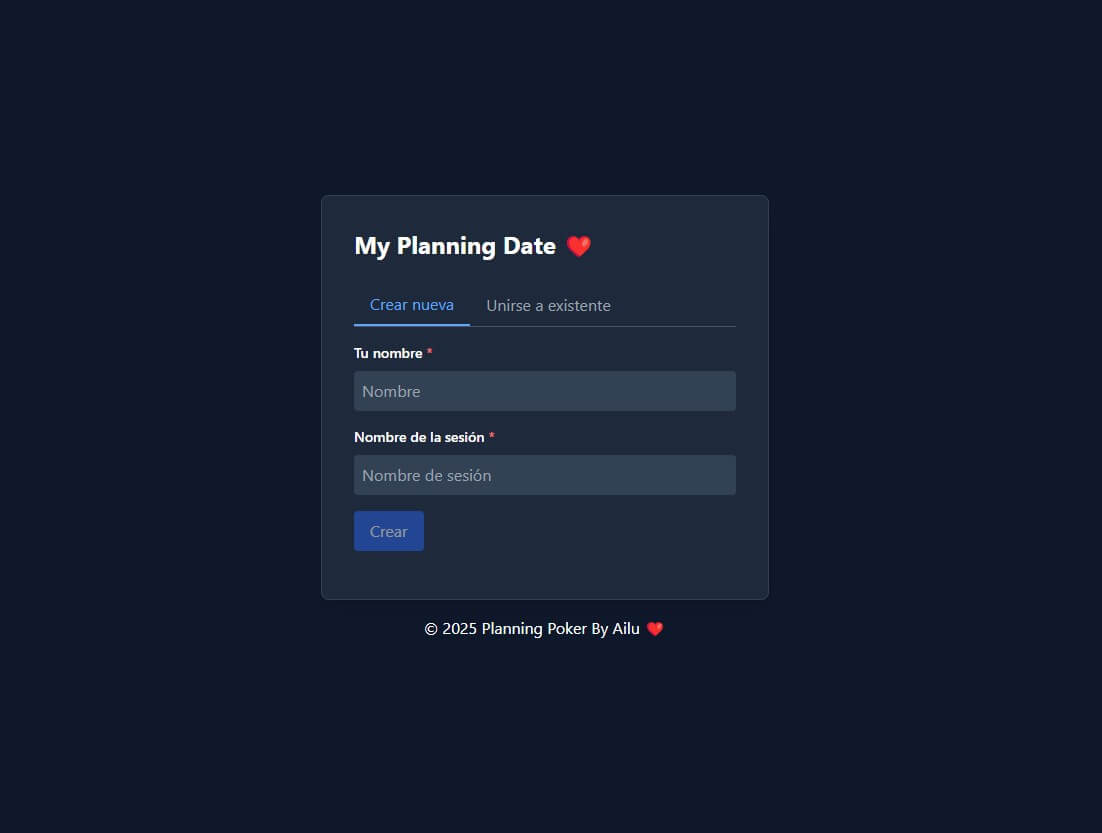 My Planning Date ❤️
Crear nueva Unirse a existente
Tu nombre *
Nombre
Nombre de la sesión *
Nombre de sesión
Crear
© 2025 Planning Poker By Ailu ❤️